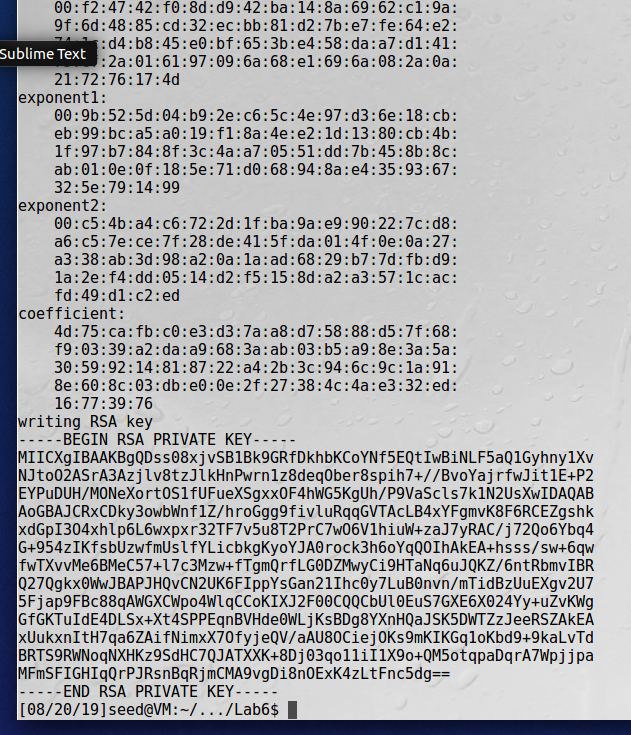 00:f2:47:42:f0:8d:d9:42:ba:14:8a:69:62:c1:9a:
9f:6d:48:85:cd:32:ec:bb:81:d2:7b:e7:fe:64:e2:
d4:b8:45:e0:bf:65:3b:e4:58:da:a7:d1:41:
Sublime Text
2a:01:61:97:09:6a:68:e1:69:6a:08:2a:0a:
21:72:76:17:4d
exponent1:
00:9b:52:5d:04:b9:2e:c6:5c:4e:97:d3:6e:18:cb:
eb:99:bc:a5:a0:19:f1:8a:4e:e2:1d:13:80:cb:4b:
1f:97:b7:84:8f:3c:4a:a7:05:51:dd:7b:45:8b:8c:
ab:01:0e:0f:18:5e:71:d0:68:94:8a:e4:35:93:67:
32:5e:79:14:99
exponent2:
00:c5:4b:a4:c6:72:2d:1f:ba:9a:e9:90:22:7c:d8:
a6:c5:7e:ce:7f:28:de:41:5f:da:01:4f:0e:0a:27:
a3:38:ab:3d:98:a2:0a:1a:ad:68:29:b7:7d:fb:d9:
1a:2e:f4:dd:05:14:d2:f5:15:8d:a2:a3:57:1c:ac:
fd:49:d1:c2:ed
coefficient:
4d:75:ca:fb:c0:e3:d3:7a:a8:d7:58:88:d5:7f:68:
f9:03:39:a2:da:a9:68:3a:ab:03:b5:a9:8e:3a:5a:
30:59:92:14:81:87:22:a4:2b:3c:94:6c:9c:1a:91:
8e:60:8c:03:db:e0:0e:2f:27:38:4c:4a:e3:32:ed:
16:77:39:76
writing RSA key
-----BEGIN RSA PRIVATE KEY-----
MIICXgIBAAKBgQDss08xjvSB1Bk9GRfDkhbKCoYNf5EQtIwBiNLF5aQ1Gyhny1Xv
NJtoO2ASrA3Azjlv8tzJlkHnPwrn1z8deqOber8spih7+//BvoYajrfwJit1E+P2
EYPuDUH/MONeXortOS1fUFueXSgxxOF4hWG5KgUh/P9VaScls7k1N2UsXwIDAQAB
AoGBAJCRxCDky3owbWnf1Z/hroGgg9fivluRqqGVTAcLB4xYFgmvK8F6RCEZgshk
xdGpI3O4xhlp6L6wxpxr32TF7v5u8T2PrC7wO6V1hiuW+zaJ7yRAC/j72Qo6Ybq4
G+954zIKfsbUzwfmUslfYLicbkgKyoYJA0rock3h6oYqQOIhAkEA+hsss/sw+6qw
fwTXvvMe6BMeC57+l7c3Mzw+fTgmQrfLG0DZMwyCi9HTaNq6uJQKZ/6ntRbmvIBR
Q27Qgkx0WwJBAPJHQvCN2UK6FIppYsGan21Ihc0y7LuB0nvn/mTidBzUuEXgv2U7
5Fjap9FBc88qAWGXCWpo4WlqCCoKIXJ2F00CQQCbUl0EuS7GXE6X024Yy+uZvKWg
GfGKTuIdE4DLSx+Xt4SPPEqnBVHde0WLjKsBDg8YXnHQaJSK5DWTZzJeeRSZAkEA
xUukxnItH7qa6ZAifNimxX7OfyjeQV/aAU8OCiejOKs9mKIKGq1oKbd9+9kaLvTd
BRTS9RWNoqNXHKz9SdHC7QJATXXK+8Dj03qo11iI1X9o+QM5otqpaDqrA7Wpjjpa
MFmSFIGHIqQrPJRsnBqRjmCMA9vgDi8nOExK4zLtFnc5dg==
-----END RSA PRIVATE KEY-----
[08/20/19]seed@VM:~/.../Lab6$